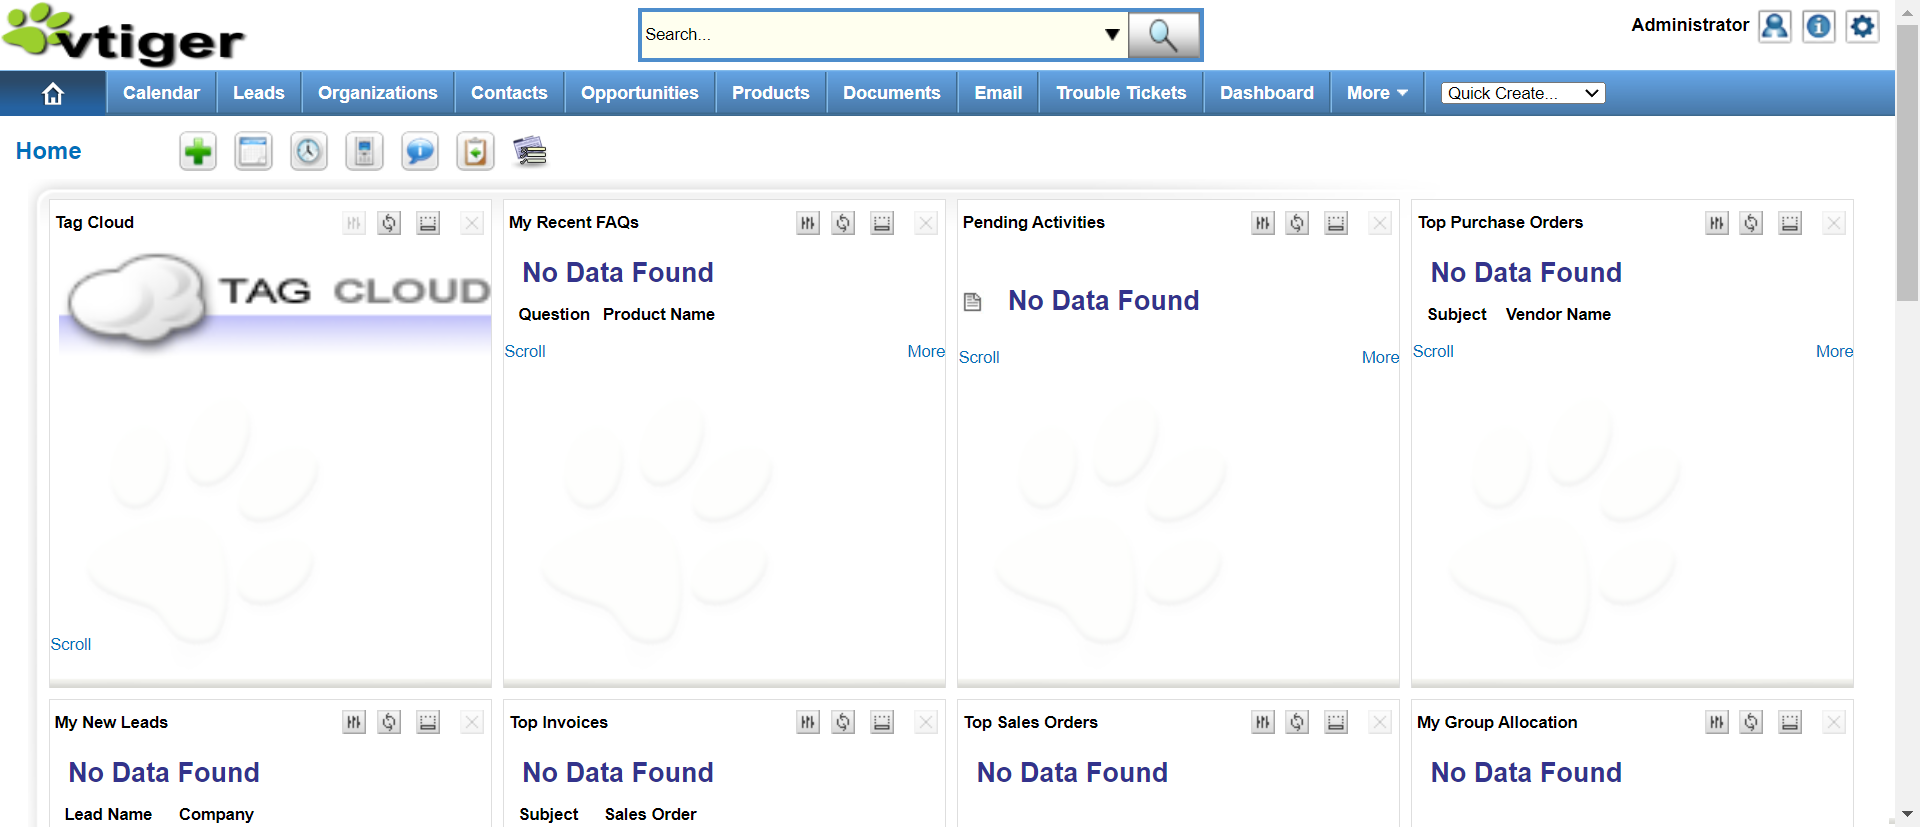 vtiger
Search...
Administrator
Calendar Leads Organizations Contacts Opportunities Products Documents Email Trouble Tickets Dashboard More Quick Create...
Home
Tag Cloud
TAG CLOUD
Scroll
My Recent FAQs
No Data Found
Question Product Name
Scroll More
Pending Activities
No Data Found
Scroll More
Top Purchase Orders
No Data Found
Subject Vendor Name
Scroll More
My New Leads
No Data Found
Lead Name Company
Top Invoices
No Data Found
Subject Sales Order
Top Sales Orders
No Data Found
My Group Allocation
No Data Found